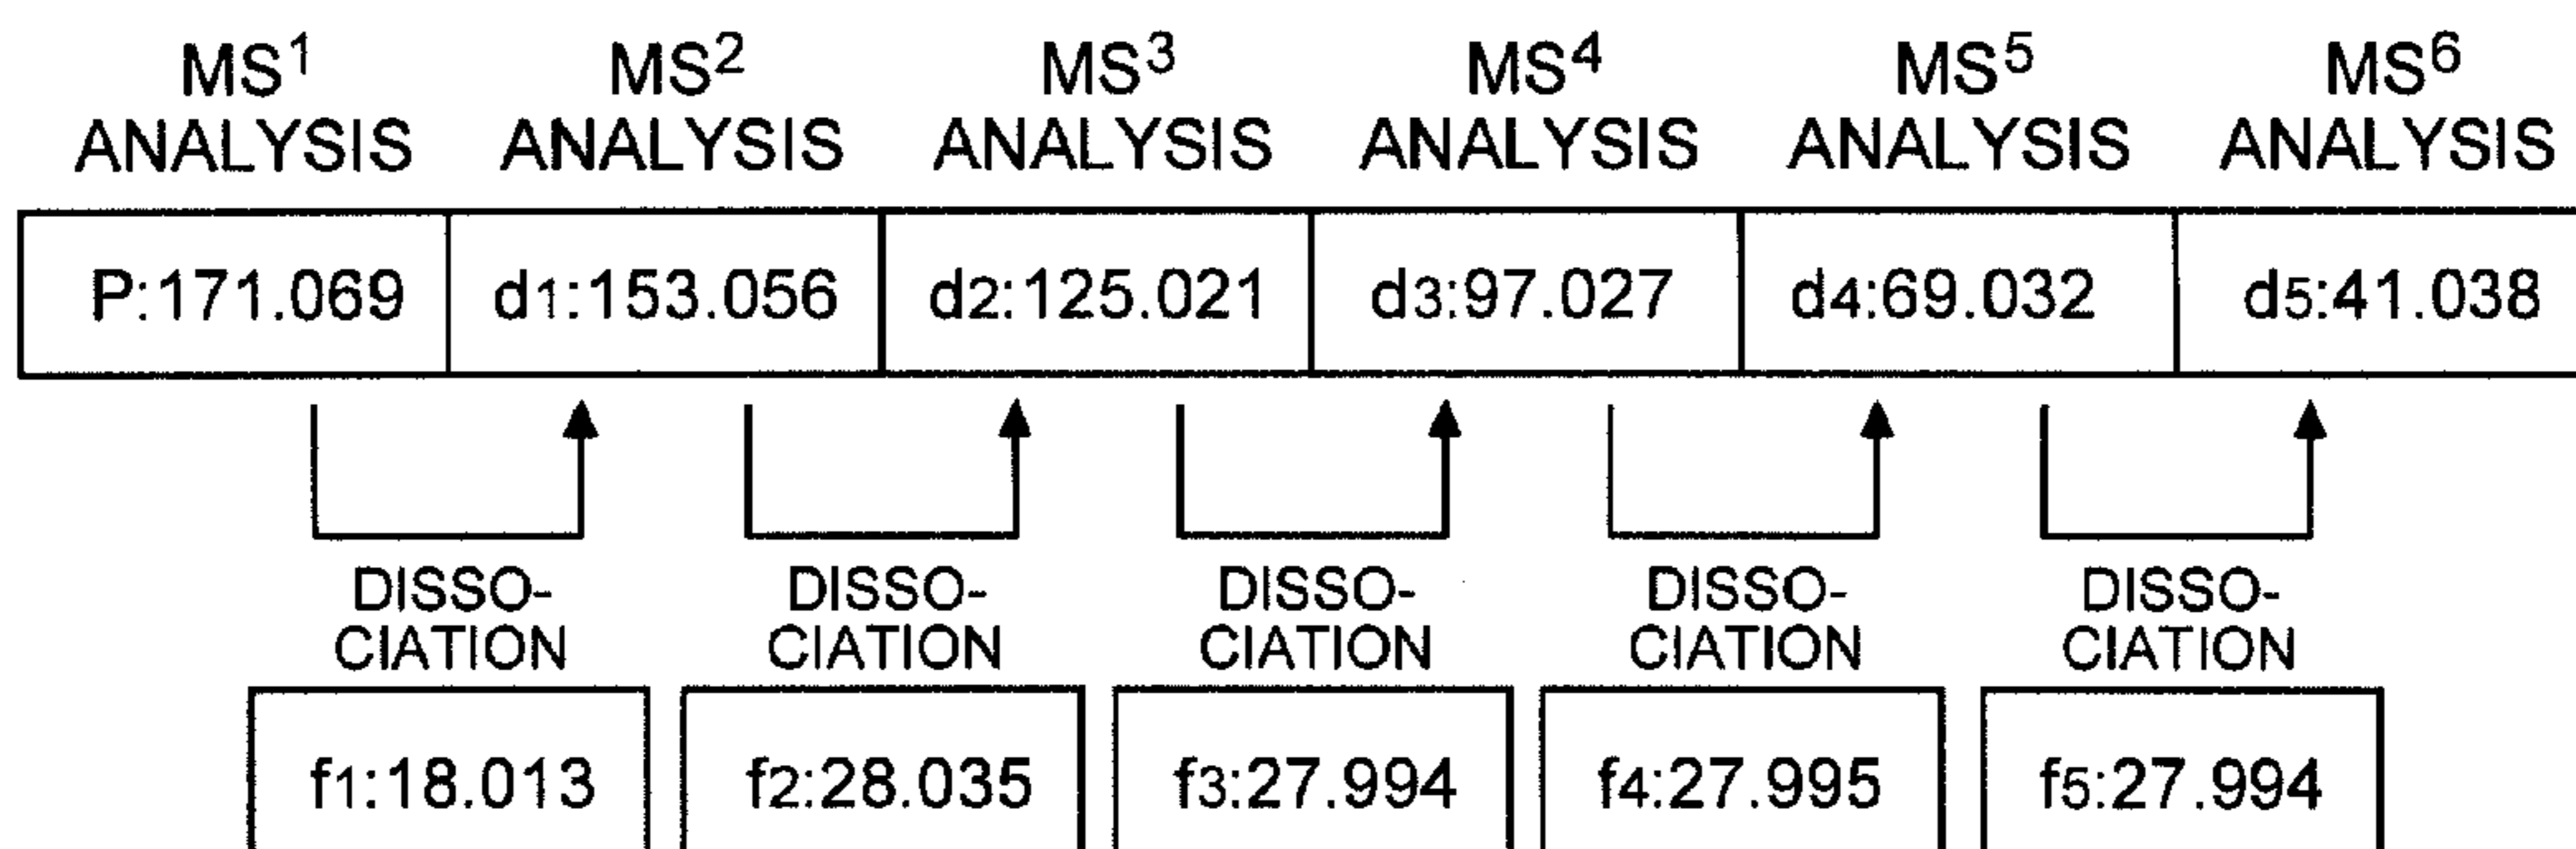 MS1 MS2 MS3 MS4 MS5 MS6
ANALYSIS ANALYSIS ANALYSIS ANALYSIS ANALYSIS ANALYSIS
P:171.069 d1:153.056 d2:125.021 d3:97.027 d4:69.032 d5:41.038
DISSO- DISSO- DISSO- DISSO- DISSO-
CIATION CIATION CIATION CIATION CIATION
f1:18.013 f2:28.035 f3:27.994 f4:27.995 f5:27.994